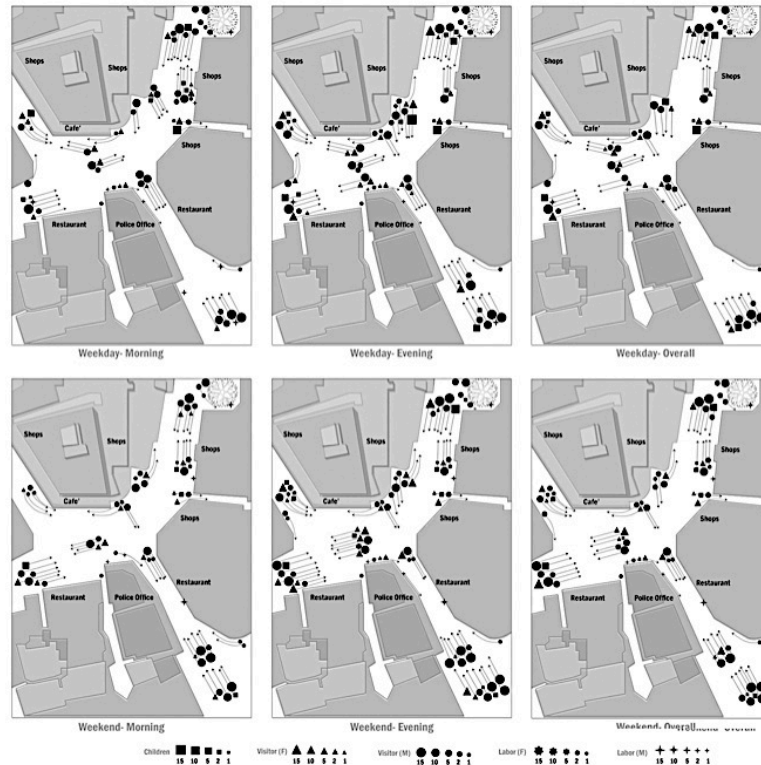 Shops
Shops
Shops
Cafe'
Shops
Restaurant
Restaurant
Police Office
Weekday- Morning
Shops
Shops
Shops
Cafe'
Shops
Restaurant
Restaurant
Police Office
Weekday- Evening
Shops
Shops
Shops
Cafe'
Shops
Restaurant
Restaurant
Police Office
Weekday- Overall
Shops
Shops
Shops
Cafe'
Shops
Restaurant
Restaurant
Police Office
Weekend- Morning
Shops
Shops
Shops
Cafe'
Shops
Restaurant
Restaurant
Police Office
Weekend- Evening
Shops
Shops
Shops
Cafe'
Shops
Restaurant
Restaurant
Police Office
Weekend- Overall
Children
15 10 5 2 1
Visitor (F)
15 10 5 2 1
Visitor (M)
15 10 5 2 1
Labor (F)
15 10 5 2 1
Labor (M)
15 10 5 2 1